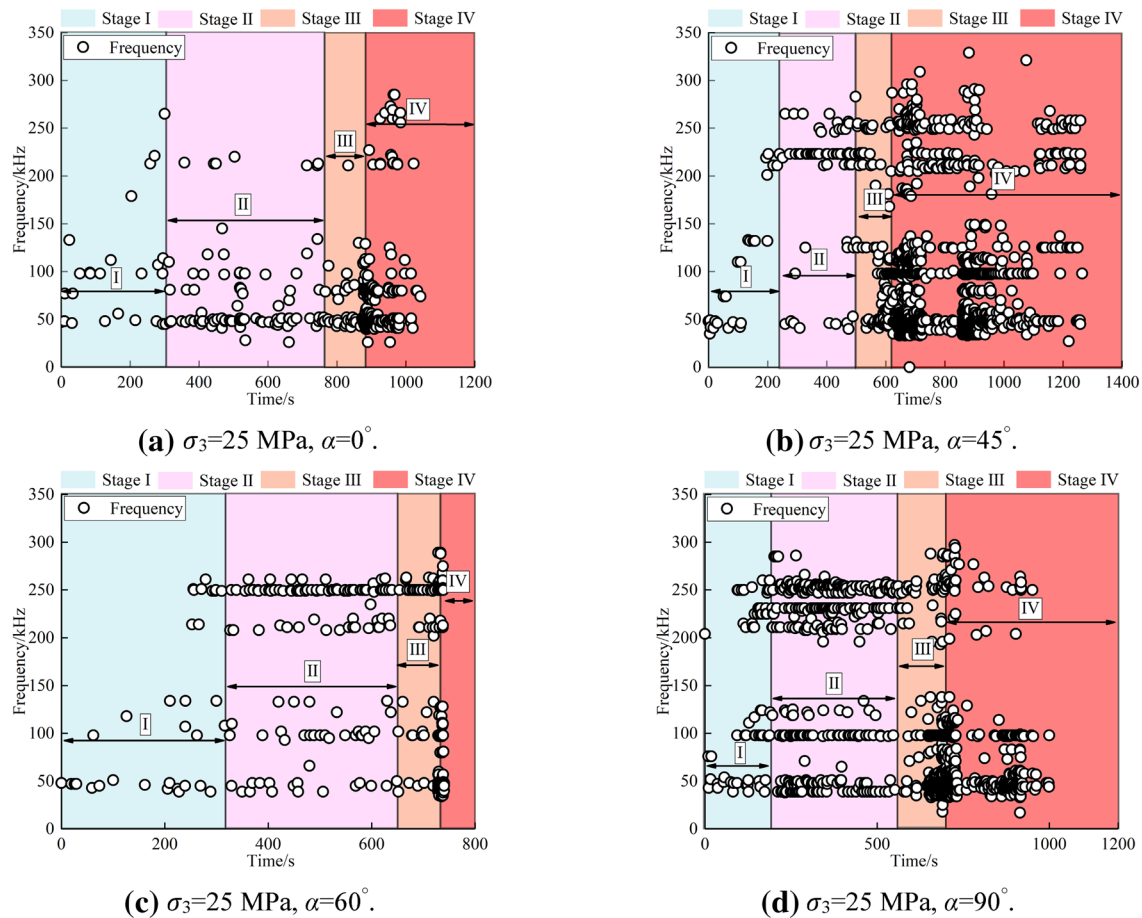 Stage I Stage II Stage III Stage IV
350
300
250
200
150
100
50
0
Frequency/kHz
Frequency
I
II
III
IV
0 200 400 600 800 1000 1200
Time/s
(a) σ3=25 MPa, α=0°.
Stage I Stage II Stage III Stage IV
350
300
250
200
150
100
50
0
Frequency/kHz
Frequency
I
II
III
IV
0 200 400 600 800 1000 1200 1400
Time/s
(b) σ3=25 MPa, α=45°.
Stage I Stage II Stage III Stage IV
350
300
250
200
150
100
50
0
Frequency/kHz
Frequency
I
II
III
IV
0 200 400 600 800
Time/s
(c) σ3=25 MPa, α=60°.
Stage I Stage II Stage III Stage IV
350
300
250
200
150
100
50
0
Frequency/kHz
Frequency
I
II
III
IV
0 500 1000 1200
Time/s
(d) σ3=25 MPa, α=90°.